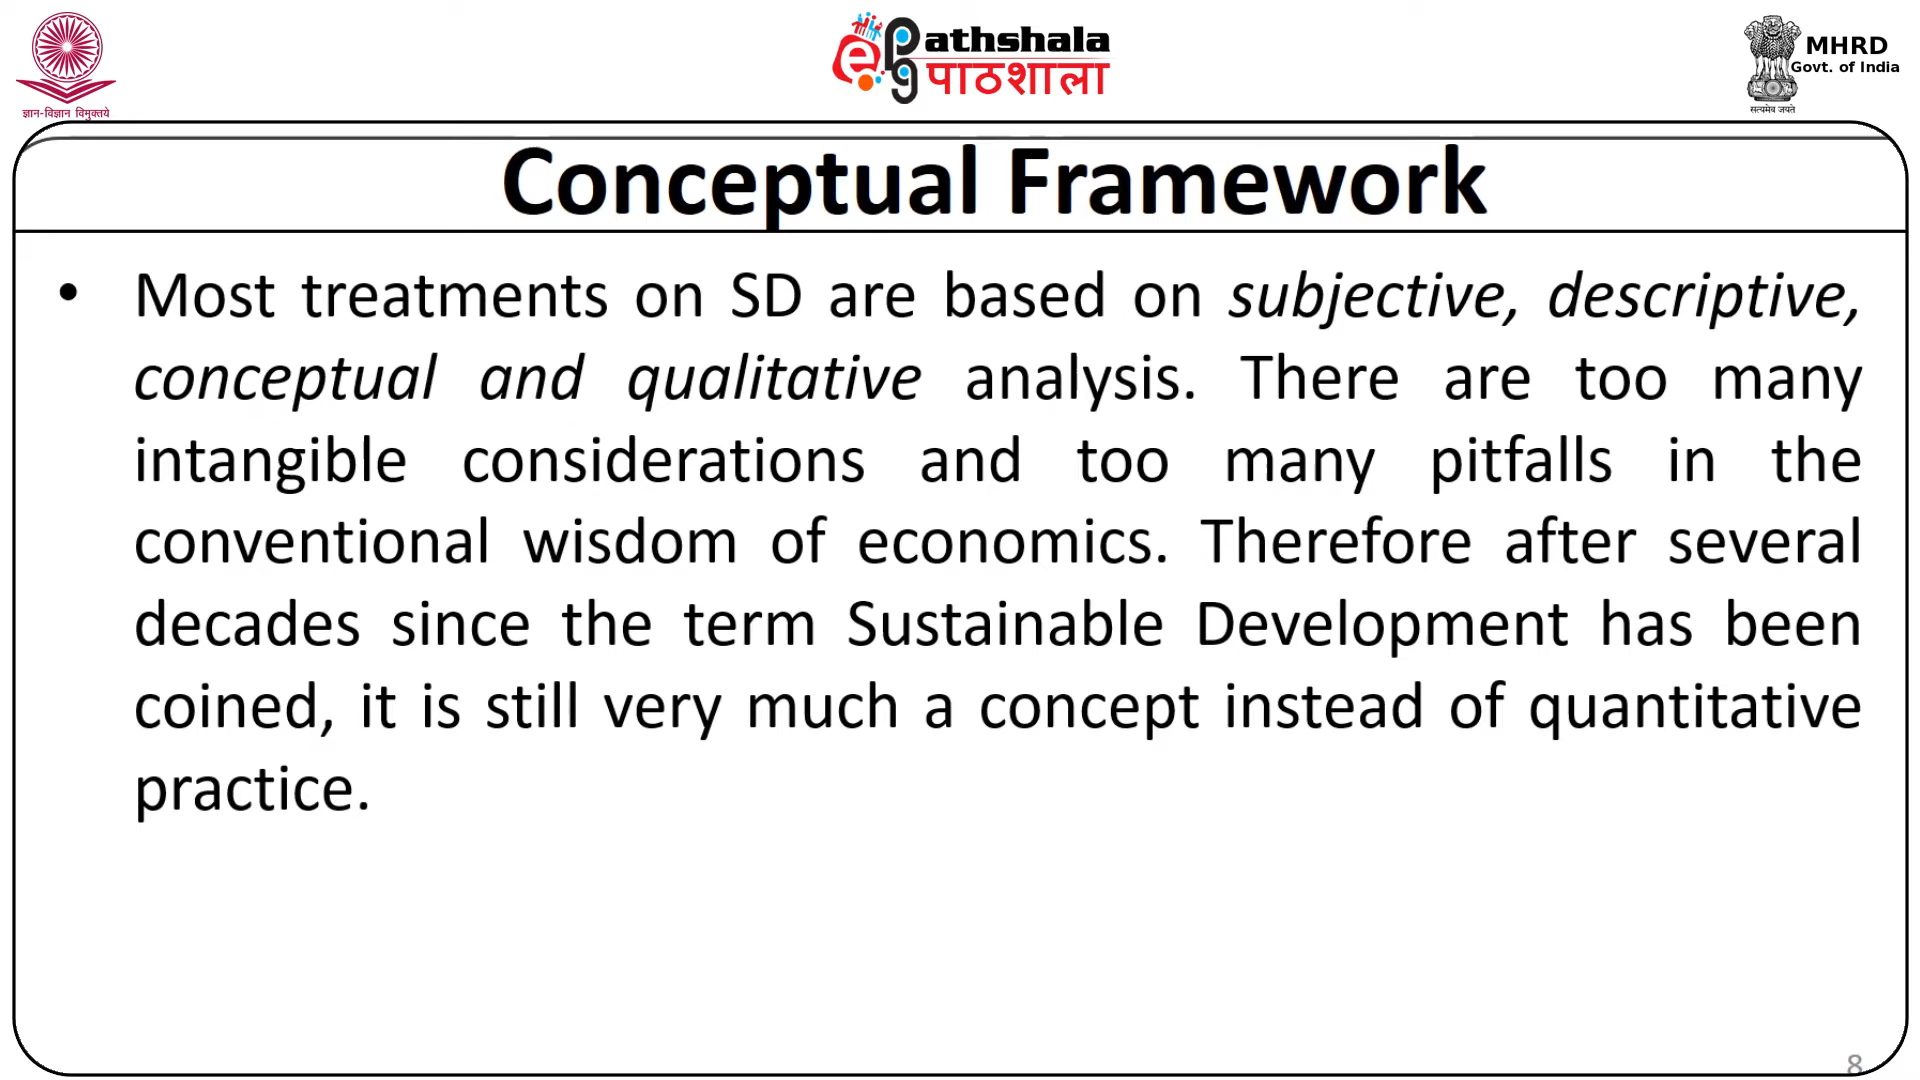 ज्ञान-विज्ञान विमुक्तये
ePg Pathshala
पाठशाला
MHRD
Govt. of India
सत्यमेव जयते
Conceptual Framework
• Most treatments on SD are based on subjective, descriptive,
conceptual and qualitative analysis. There are too many
intangible considerations and too many pitfalls in the
conventional wisdom of economics. Therefore after several
decades since the term Sustainable Development has been
coined, it is still very much a concept instead of quantitative
practice.
8